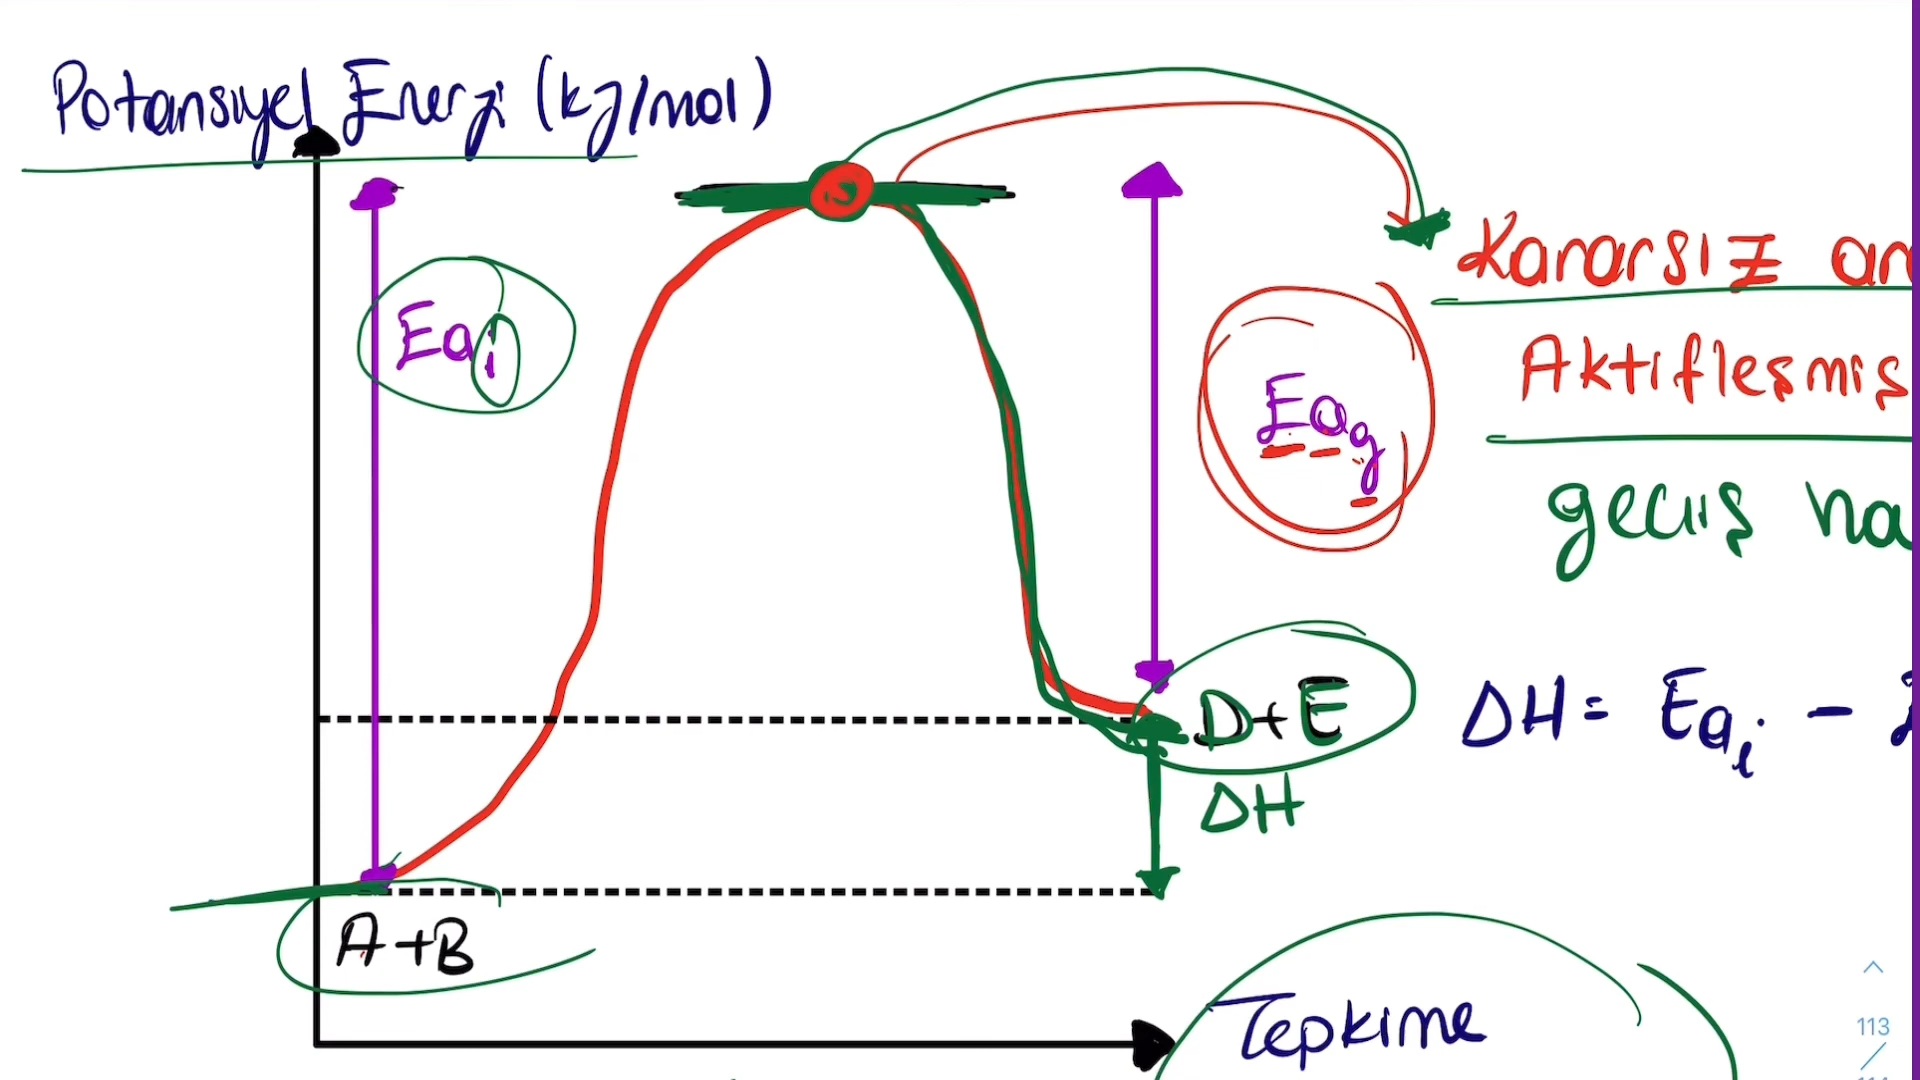 Potansiyel Enerji (kj/mol)
Eai
Eag
Kararsız
Aktifleşmiş
geçiş
D+E
ΔH
ΔH= Eai -
A+B
Tepkime
113